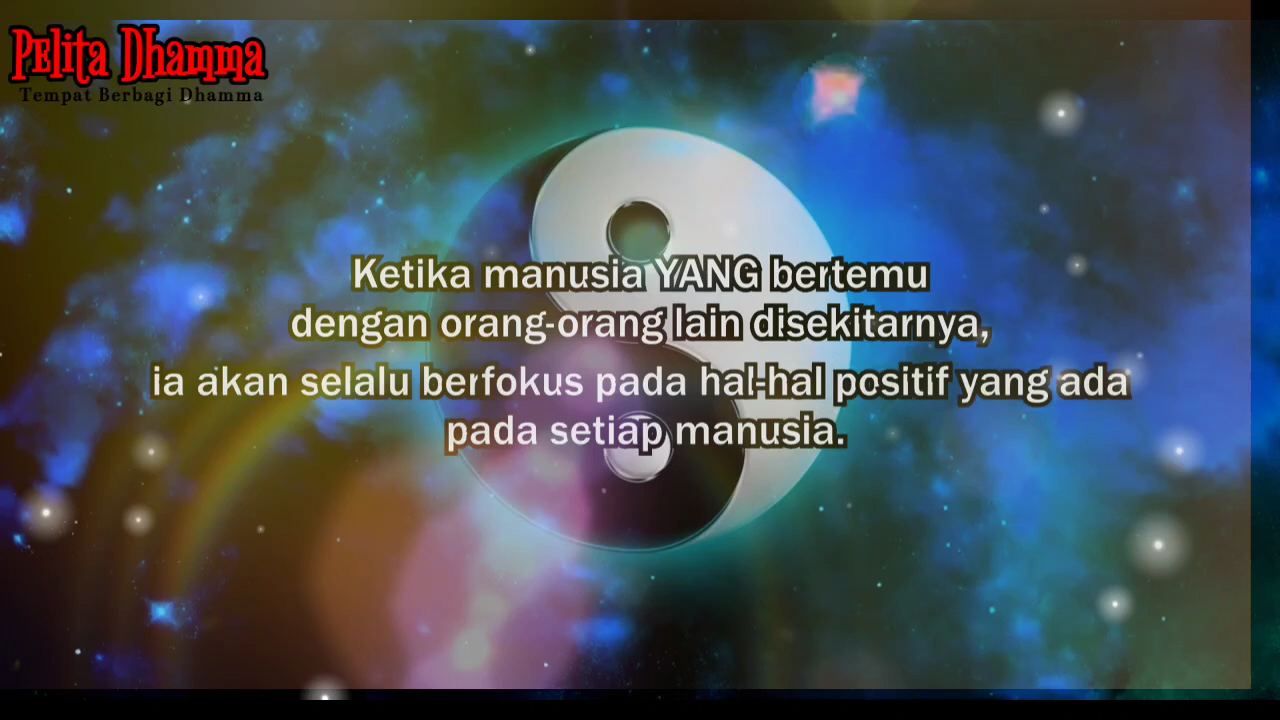 Pelita Dhamma
Tempat Berbagi Dhamma
Ketika manusia YANG bertemu
dengan orang-orang lain disekitarnya,
ia akan selalu berfokus pada hal-hal positif yang ada
pada setiap manusia.